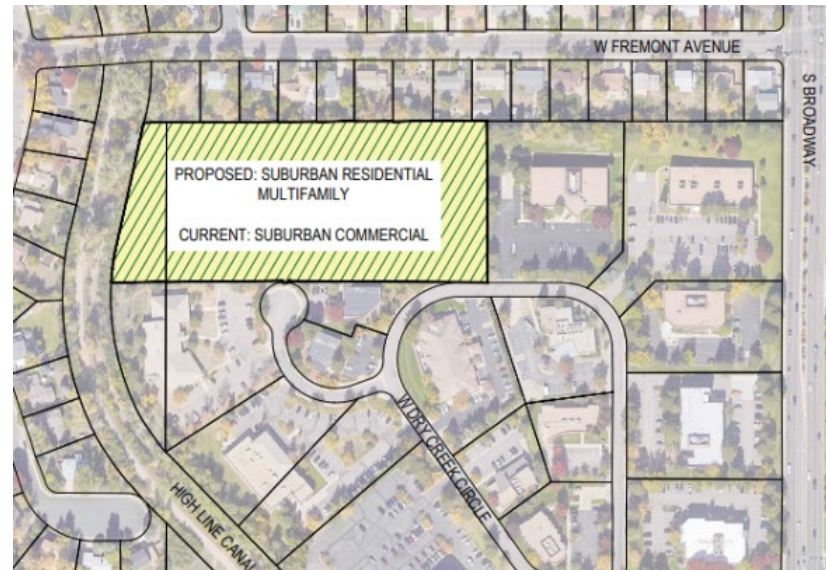 W FREMONT AVENUE
S BROADWAY
PROPOSED: SUBURBAN RESIDENTIAL
MULTIFAMILY
CURRENT: SUBURBAN COMMERCIAL
W DRY CREEK CIRCLE
HIGH LINE CANAL